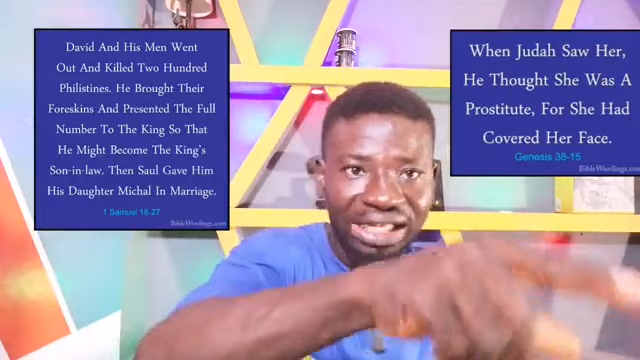 David And His Men Went
Out And Killed Two Hundred
Philistines. He Brought Their
Foreskins And Presented The Full
Number To The King So That
He Might Become The King's
Son-in-law. Then Saul Gave Him
His Daughter Michal In Marriage.
1 Samuel 18-27
BibleWordings.com
When Judah Saw Her,
He Thought She Was A
Prostitute, For She Had
Covered Her Face.
Genesis 38-15
BibleWordings.com